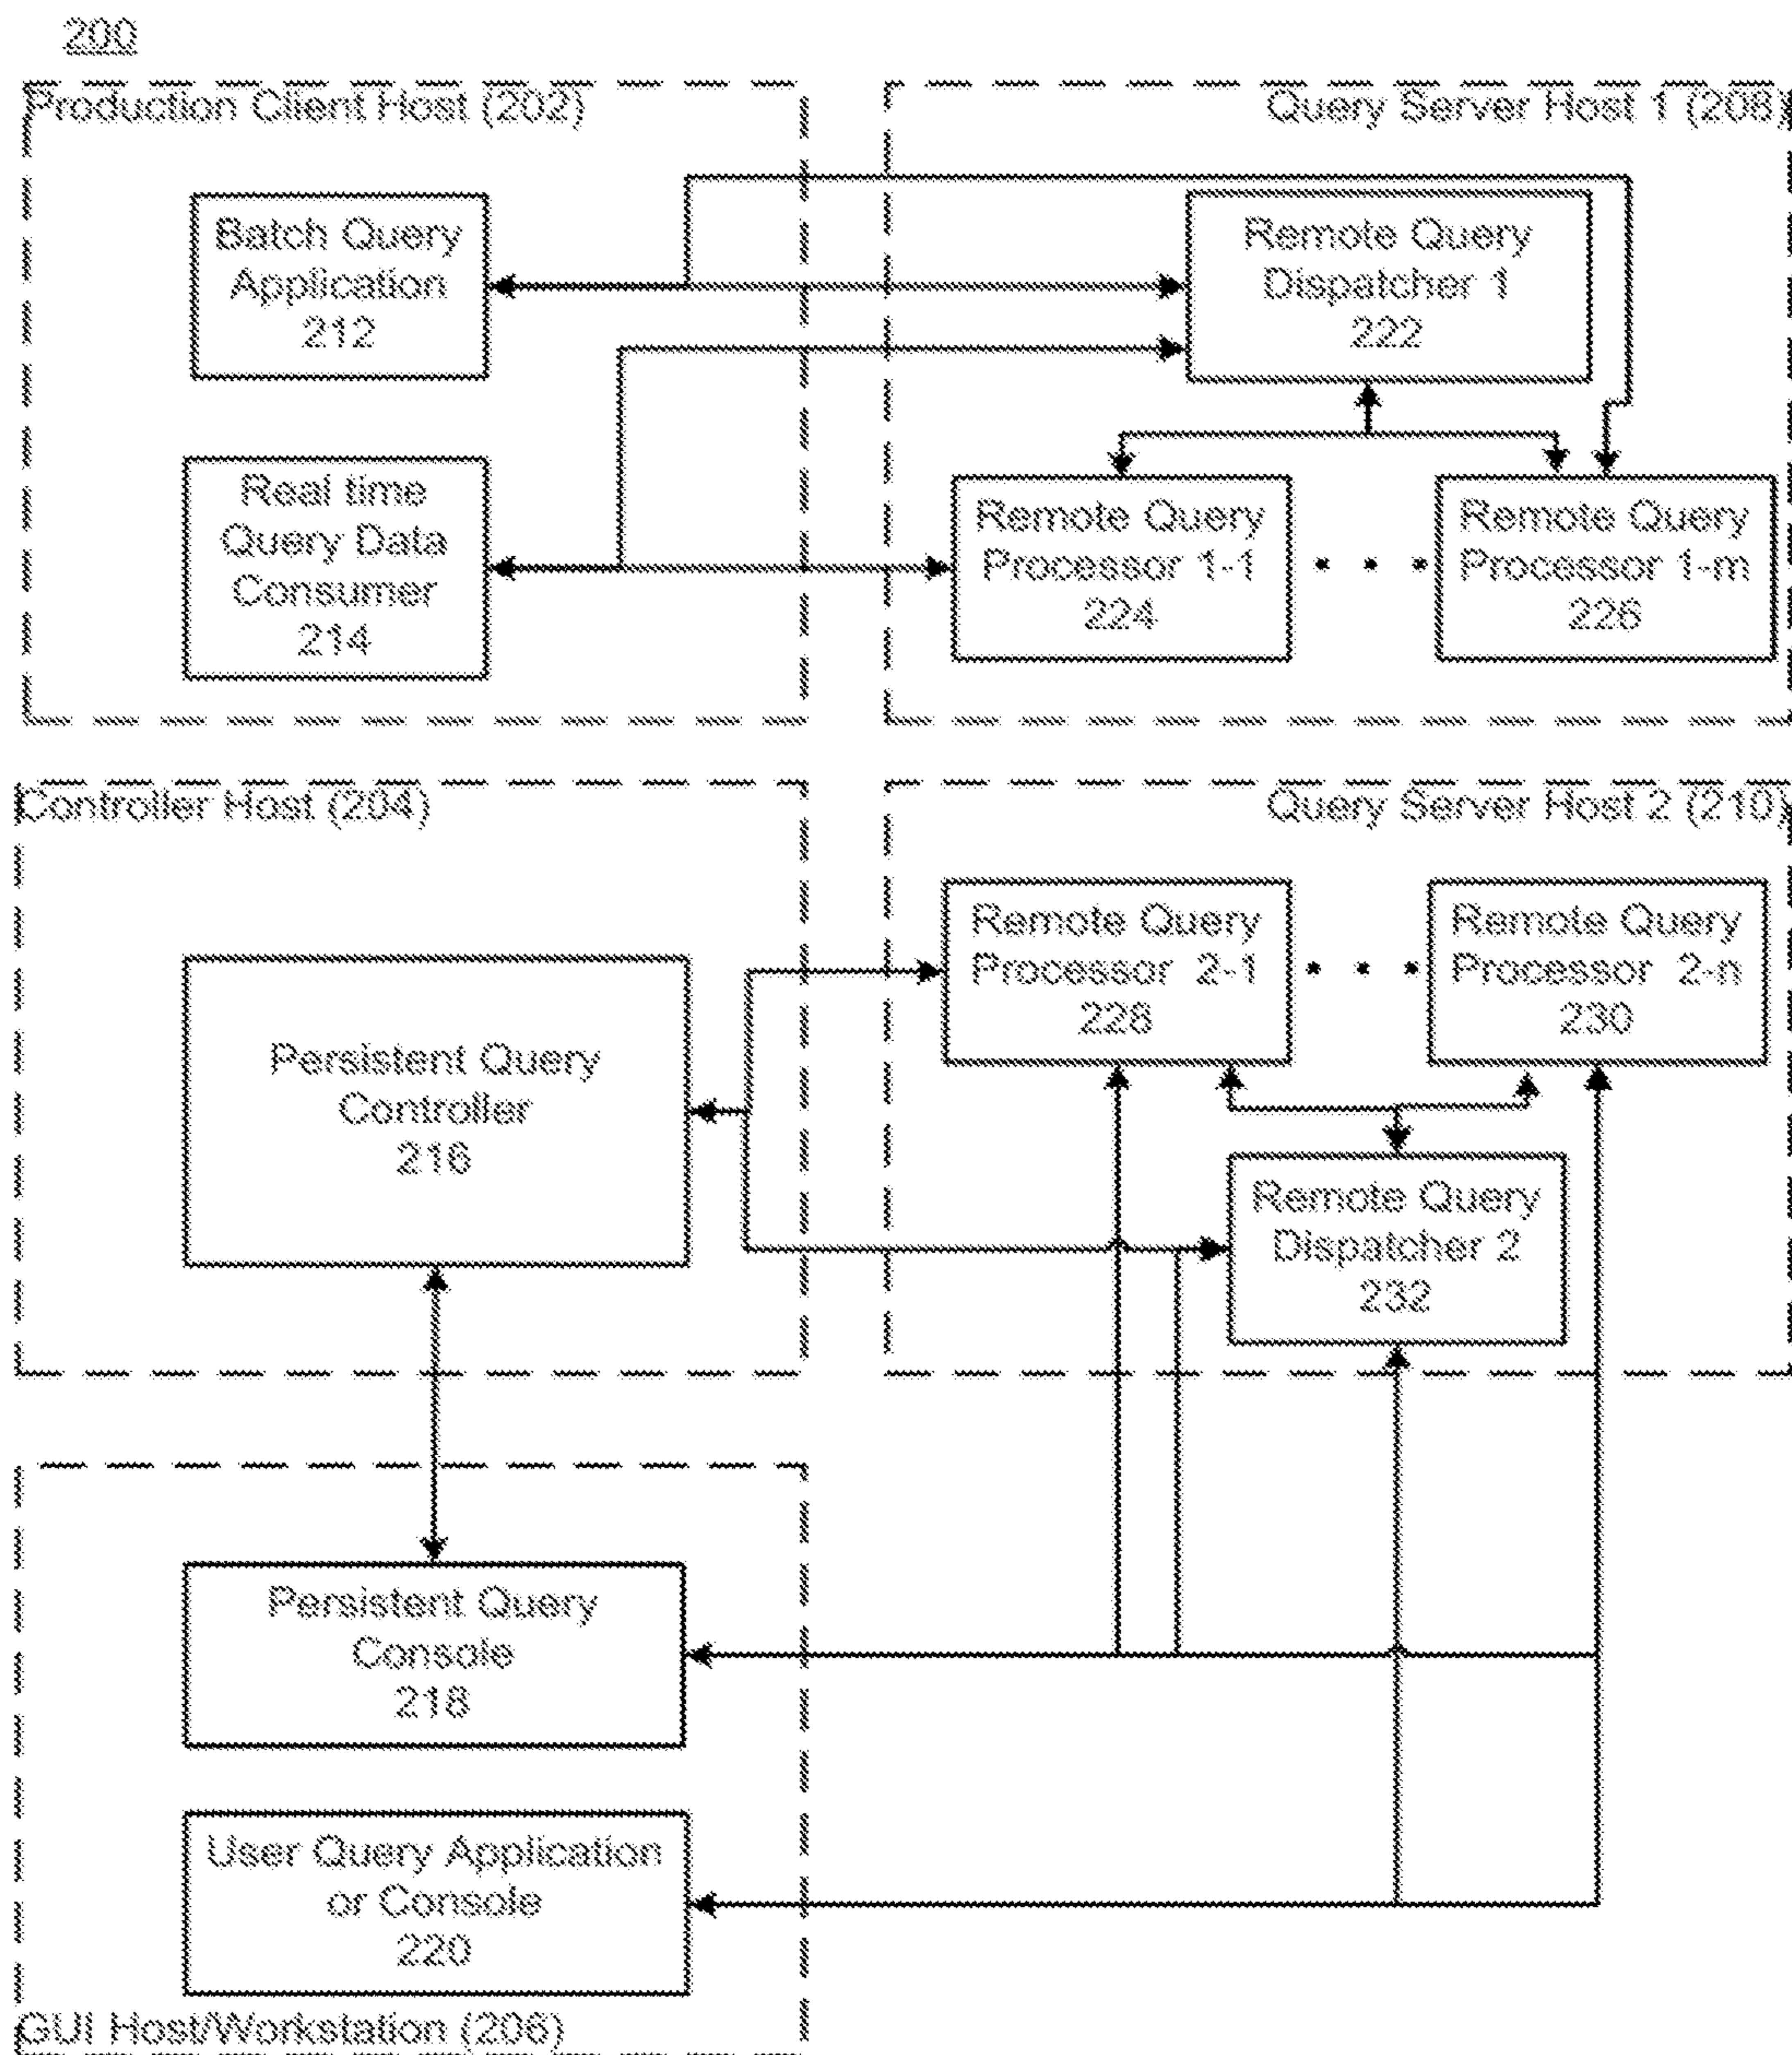 200
Production Client Host (202)
Query Server Host 1 (208)
Batch Query
Application
212
Remote Query
Dispatcher 1
222
Real time
Query Data
Consumer
214
Remote Query
Processor 1-1
224
Remote Query
Processor 1-m
226
Controller Host (204)
Query Server Host 2 (210)
Remote Query
Processor 2-1
228
Remote Query
Processor 2-n
230
Persistent Query
Controller
216
Remote Query
Dispatcher 2
232
Persistent Query
Console
218
User Query Application
or Console
220
GUI Host/Workstation (206)